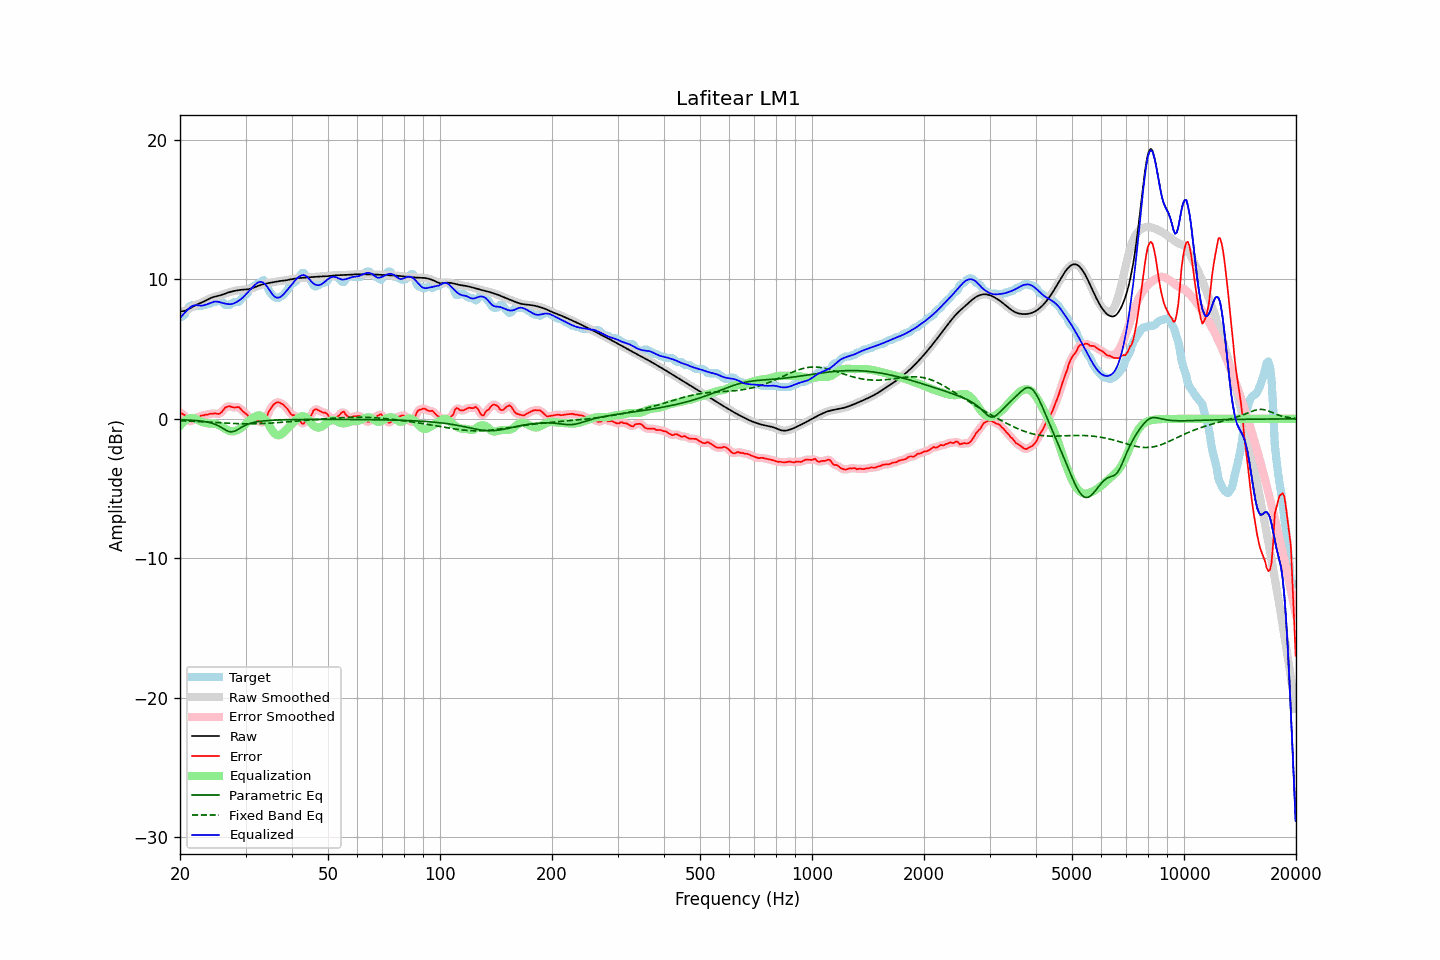 Lafitear LM1
20
10
0
−10
−20
−30
Amplitude (dBr)
Target
Raw Smoothed
Error Smoothed
Raw
Error
Equalization
Parametric Eq
Fixed Band Eq
Equalized
20
50
100
200
500
1000
2000
5000
10000
20000
Frequency (Hz)